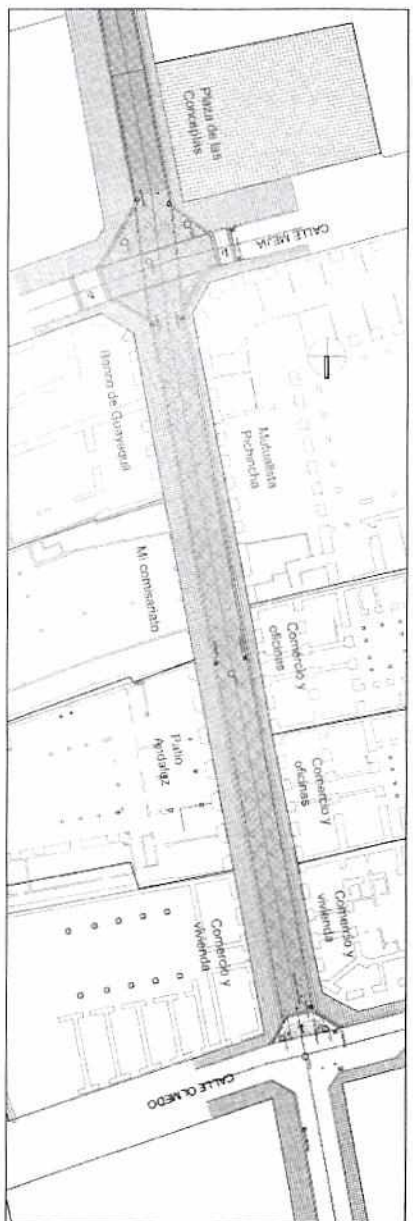 Plaza de las
Conceptas
CALLE MEJIA
Mutualista
Pichincha
Banco de Guayaquil
Mi comisariato
Comercio y
oficinas
Patio
Andaluz
Comercio y
oficinas
Comercio y
vivienda
Comercio y
vivienda
CALLE OLMEDO